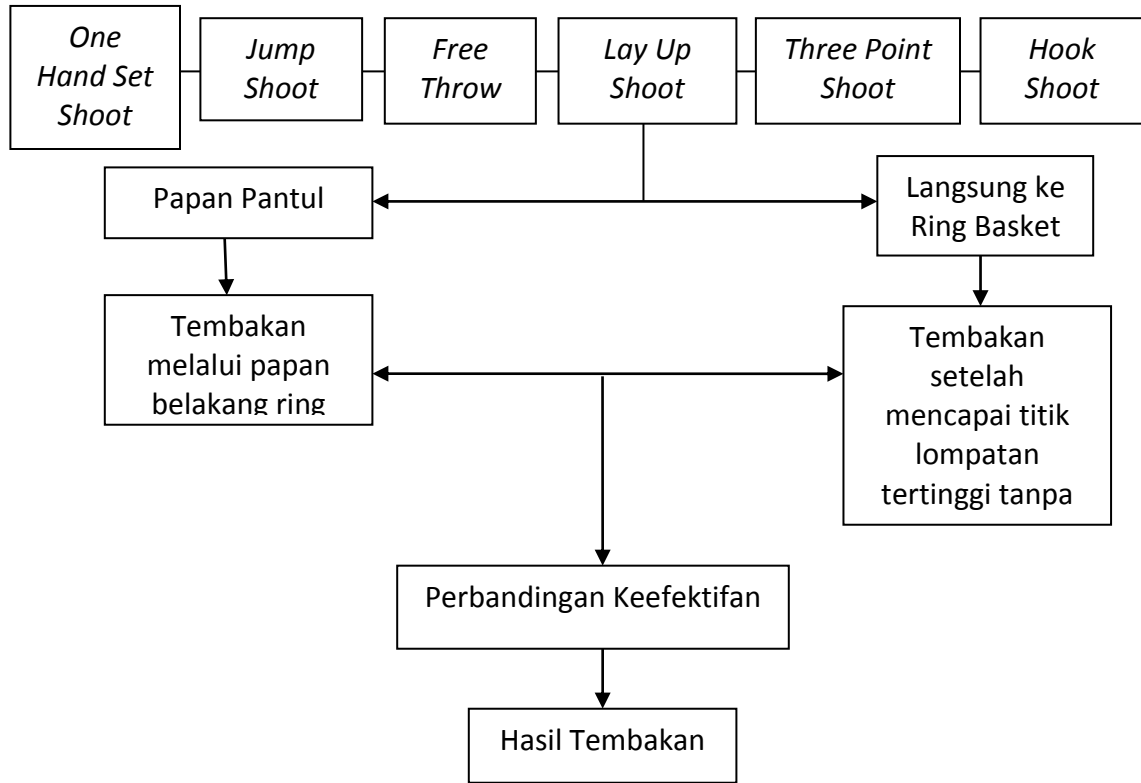 One
Hand Set
Shoot
Jump
Shoot
Free
Throw
Lay Up
Shoot
Three Point
Shoot
Hook
Shoot
Papan Pantul
Langsung ke
Ring Basket
Tembakan
melalui papan
belakang ring
Tembakan
setelah
mencapai titik
lompatan
tertinggi tanpa
Perbandingan Keefektifan
Hasil Tembakan